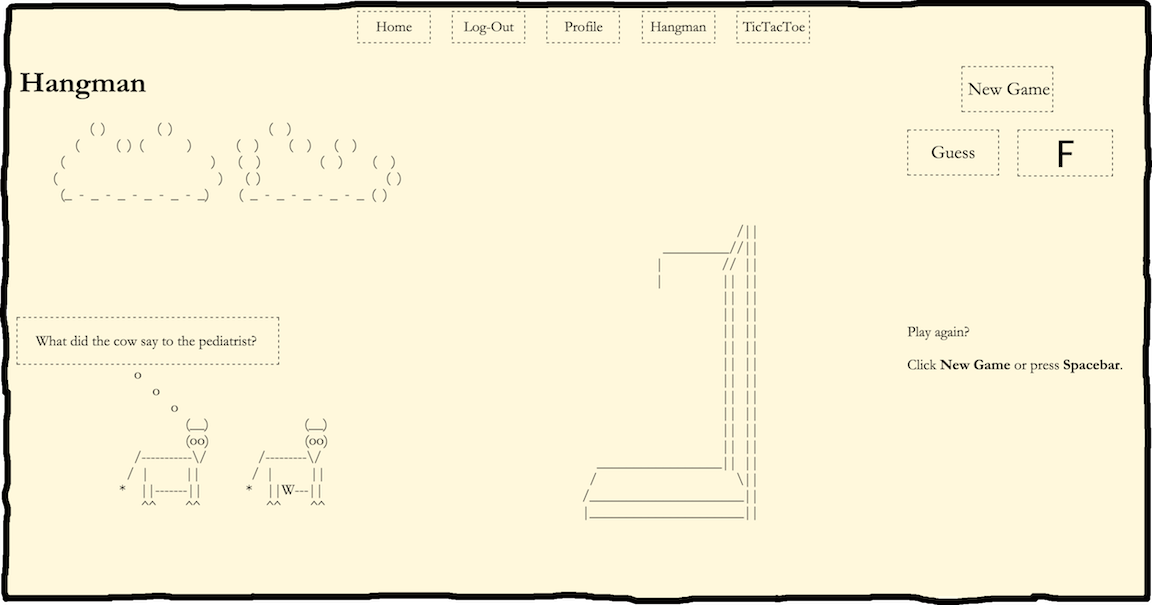 Home Log-Out Profile Hangman TicTacToe
Hangman
New Game
Guess F
What did the cow say to the pediatrist?
Play again?
Click New Game or press Spacebar.